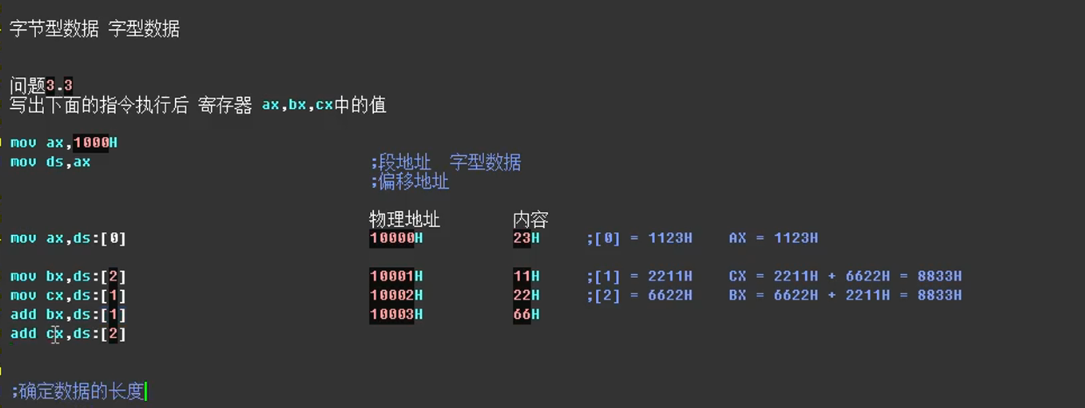 字节型数据 字型数据
问题3.3
写出下面的指令执行后 寄存器 ax,bx,cx中的值
mov ax,1000H
mov ds,ax ;段地址 字型数据
;偏移地址
物理地址 内容
mov ax,ds:[0] 10000H 23H ;[0] = 1123H AX = 1123H
mov bx,ds:[2] 10001H 11H ;[1] = 2211H CX = 2211H + 6622H = 8833H
mov cx,ds:[1] 10002H 22H ;[2] = 6622H BX = 6622H + 2211H = 8833H
add bx,ds:[1] 10003H 66H
add cx,ds:[2]
;确定数据的长度